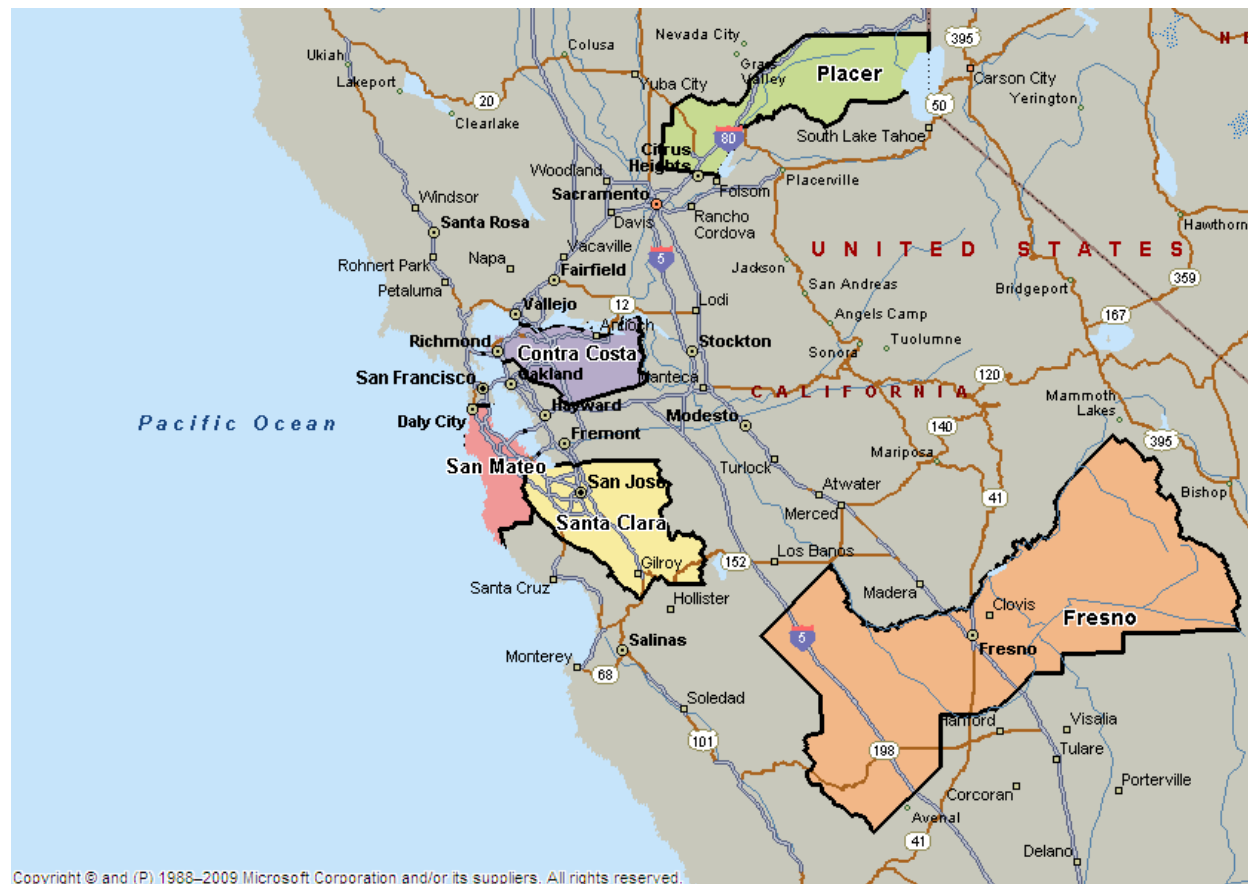 Nevada City
395
N E
Colusa
Ukiah
Grass
Valley
Placer
Carson City
Lakeport
Yuba City
Yerington
20
50
Clearlake
South Lake Tahoe
80
Citrus
Heights
Woodland
Placerville
Folsom
Windsor
Sacramento
Davis
Rancho
Cordova
Hawthorn
Santa Rosa
UNITED STATES
Vacaville
Napa
5
Rohnert Park
Jackson
Fairfield
359
Petaluma
San Andreas
Bridgeport
12
Lodi
Vallejo
167
Antioch
Angels Camp
Richmond
Contra Costa
Stockton
Sonora
Tuolumne
San Francisco
Oakland
Manteca
120
CALIFORNIA
Mammoth
Lakes
Hayward
Modesto
Pacific Ocean
Daly City
140
Fremont
395
Mariposa
San Mateo
Turlock
San Jose
Atwater
41
Bishop
Santa Clara
Merced
Los Banos
Gilroy
152
Santa Cruz
Madera
Hollister
Clovis
Fresno
5
Salinas
Fresno
Monterey
68
Soledad
Hanford
Visalia
101
198
Tulare
Corcoran
Porterville
Avenal
41
Delano
Copyright © and (P) 1988–2009 Microsoft Corporation and/or its suppliers. All rights reserved.